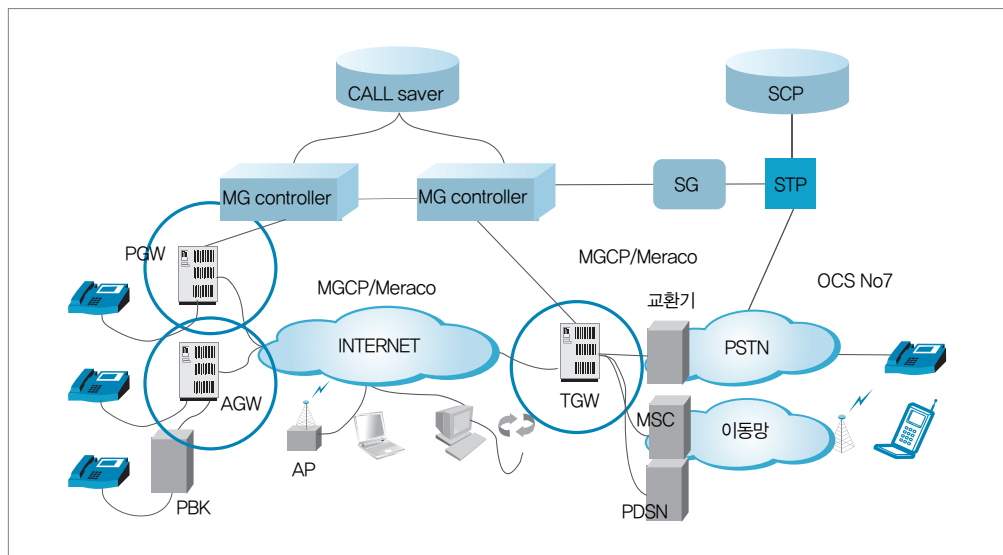 CALL saver
SCP
MG controller
MG controller
SG
STP
PGW
MGCP/Meraco
MGCP/Meraco
교환기
OCS No7
INTERNET
PSTN
AGW
TGW
MSC
이동망
AP
PBK
PDSN